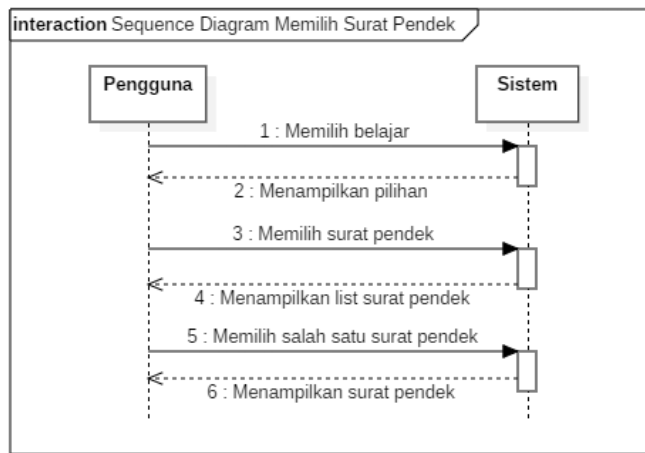 interaction Sequence Diagram Memilih Surat Pendek
Pengguna
Sistem
1 : Memilih belajar
2 : Menampilkan pilihan
3 : Memilih surat pendek
4 : Menampilkan list surat pendek
5 : Memilih salah satu surat pendek
6 : Menampilkan surat pendek